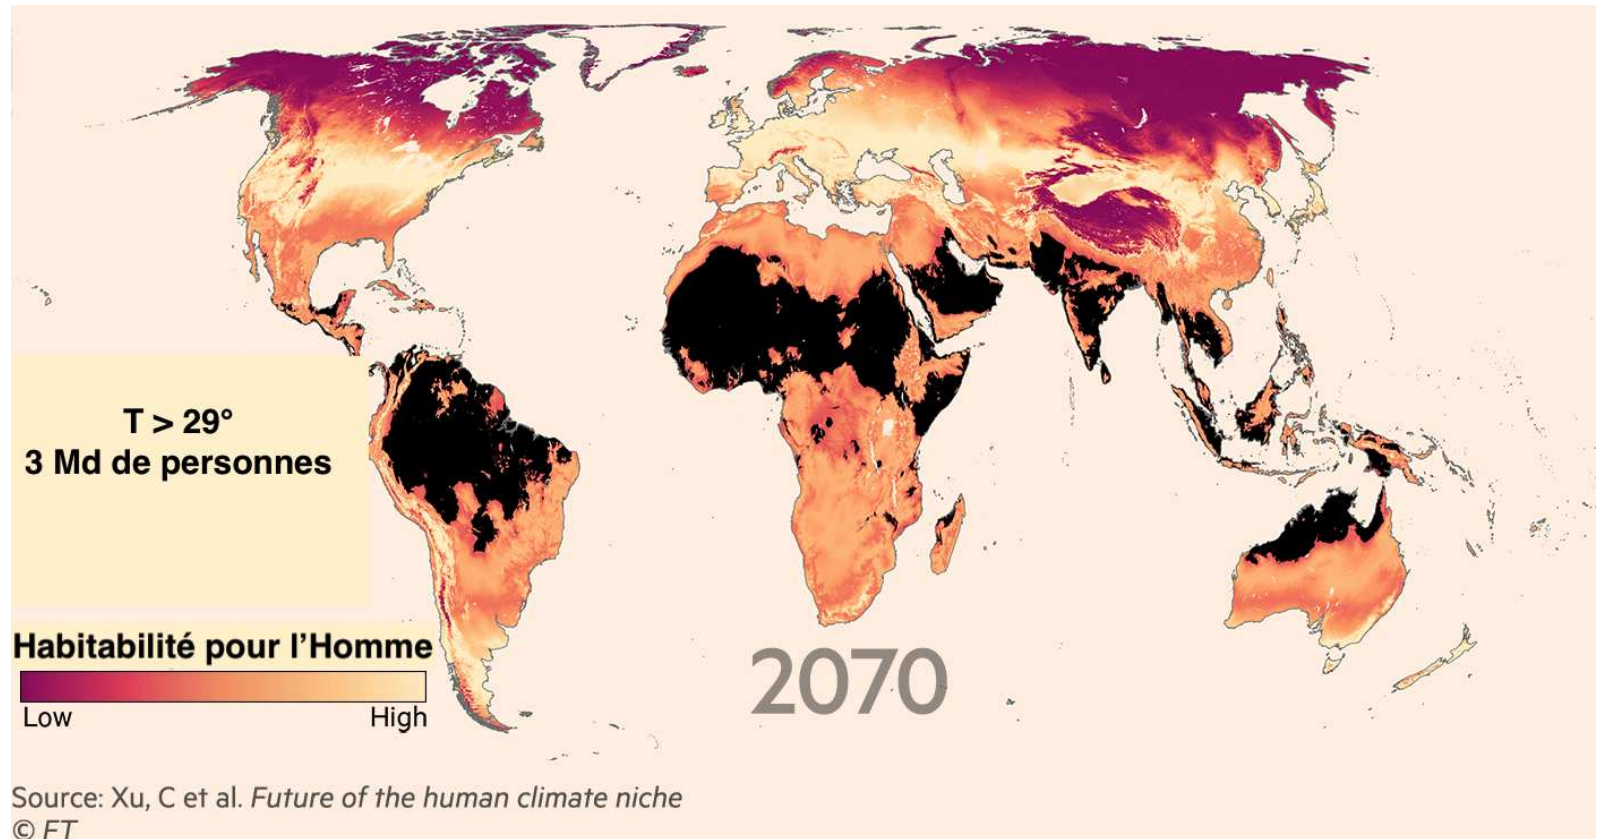 T > 29°
3 Md de personnes
Habitabilité pour l'Homme
Low High
2070
Source: Xu, C et al. Future of the human climate niche
© FT